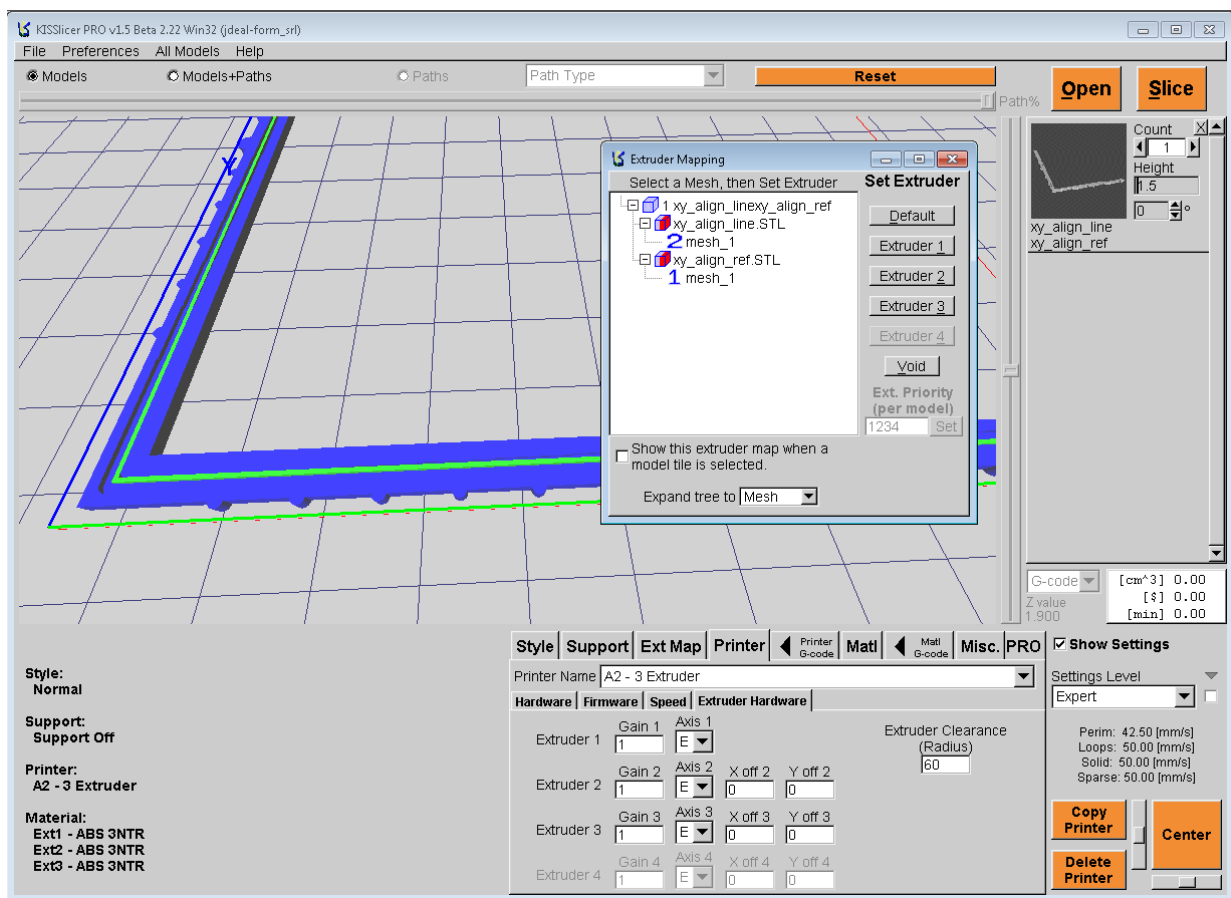 KISSlicer PRO v1.5 Beta 2.22 Win32 (jdeal-form_srl)
File Preferences All Models Help
Models Models+Paths Paths Path Type Reset
Path%
Open Slice
Y
Count X
1
Height
1.5
0 °
xy_align_line
xy_align_ref
Extruder Mapping
Select a Mesh, then Set Extruder
1 xy_align_linexy_align_ref
xy_align_line.STL
2 mesh_1
xy_align_ref.STL
1 mesh_1
Set Extruder
Default
Extruder 1
Extruder 2
Extruder 3
Extruder 4
Void
Ext. Priority
(per model)
1234 Set
Show this extruder map when a
model tile is selected.
Expand tree to Mesh
G-code
Z value
1.900
[cm^3] 0.00
[$] 0.00
[min] 0.00
Style:
Normal
Support:
Support Off
Printer:
A2 - 3 Extruder
Material:
Ext1 - ABS 3NTR
Ext2 - ABS 3NTR
Ext3 - ABS 3NTR
Style Support Ext Map Printer Printer G-code Matl Matl G-code Misc. PRO
Printer Name A2 - 3 Extruder
Hardware Firmware Speed Extruder Hardware
Gain 1 Axis 1
Extruder 1 1 E
Gain 2 Axis 2 X off 2 Y off 2
Extruder 2 1 E 0 0
Gain 3 Axis 3 X off 3 Y off 3
Extruder 3 1 E 0 0
Gain 4 Axis 4 X off 4 Y off 4
Extruder 4 1 E 0 0
Extruder Clearance
(Radius)
60
Show Settings
Settings Level
Expert
Perim: 42.50 [mm/s]
Loops: 50.00 [mm/s]
Solid: 50.00 [mm/s]
Sparse: 50.00 [mm/s]
Copy
Printer
Center
Delete
Printer